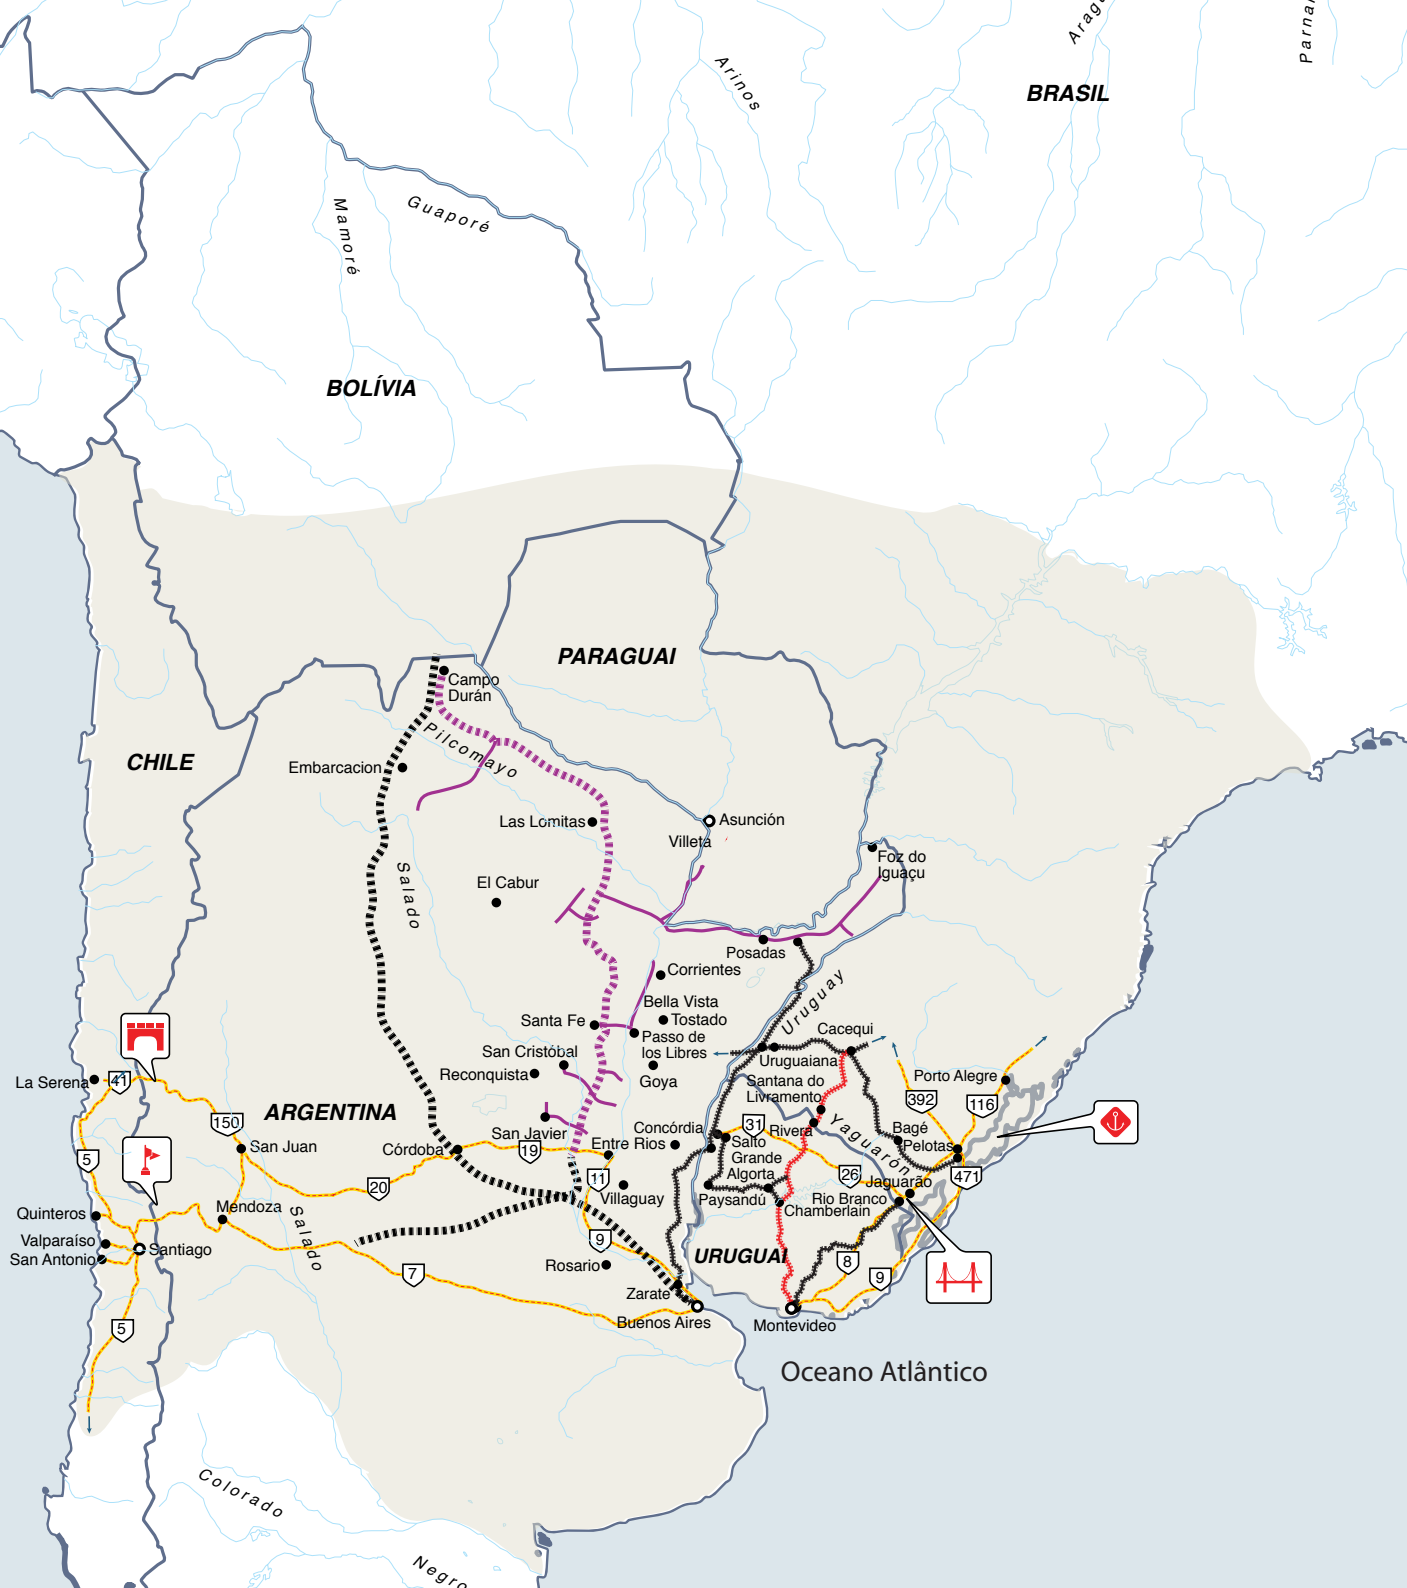 Arag
Parnaí
Arinos
BRASIL
Mamoré
Guaporé
BOLÍVIA
PARAGUAI
Campo
Durán
Pilcomayo
CHILE
Embarcacion
Las Lomitas
Asunción
Villeta
Foz do
Iguaçu
Salado
El Cabur
Posadas
Corrientes
Uruguay
Bella Vista
Tostado
Santa Fe
Passo de
los Libres
Cacequi
Uruguaiana
San Cristóbal
Reconquista
Goya
Santana do
Livramento
Porto Alegre
La Serena
41
392
116
ARGENTINA
150
San Juan
Córdoba
19
San Javier
Entre Rios
Concórdia
31
Rivera
Salto
Grande
Yaguarón
Bagé
Pelotas
5
20
11
Villaguay
Algorta
Paysandú
26
Jaguarão
471
Rio Branco
Chamberlain
Quinteros
Mendoza
Salado
Valparaíso
San Antonio
Santiago
9
Rosario
URUGUAI
8
9
7
Zarate
Buenos Aires
5
Montevideo
Oceano Atlântico
Colorado
Negro